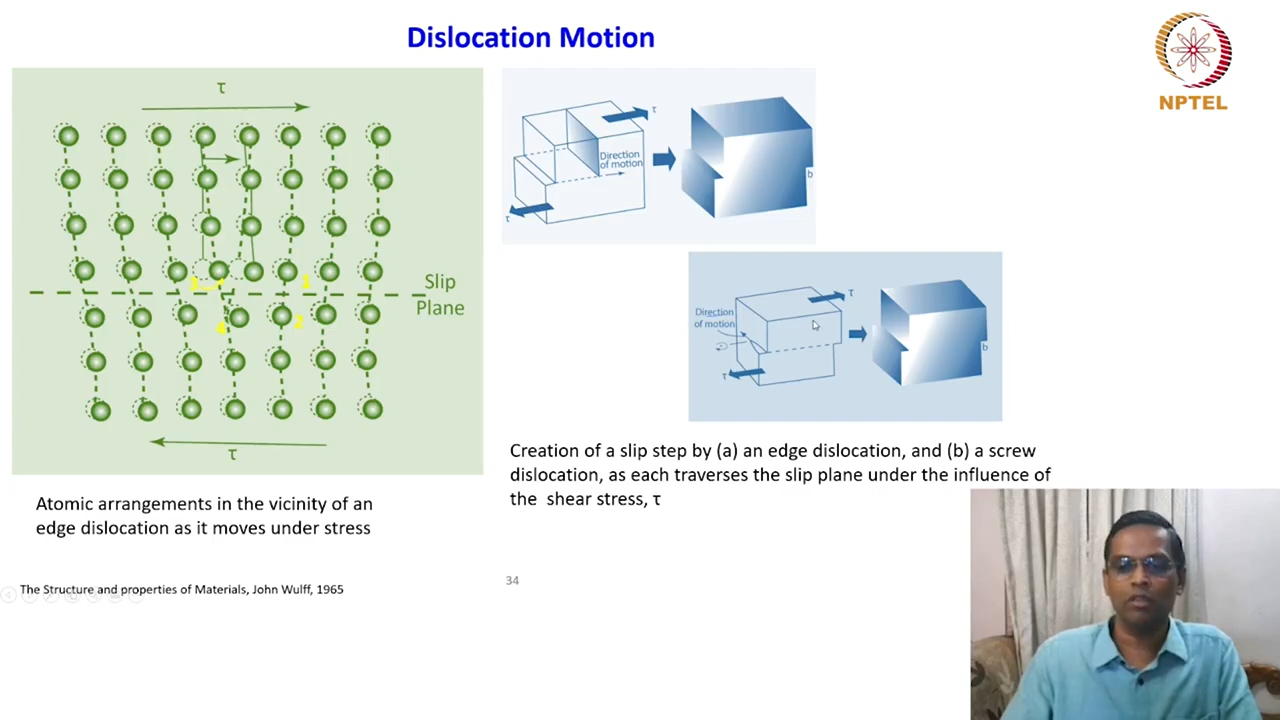 Dislocation Motion
NPTEL
τ
Slip
Plane
1
2
4
τ
τ
Direction
of motion
b
τ
τ
Direction
of motion
b
τ
Creation of a slip step by (a) an edge dislocation, and (b) a screw
dislocation, as each traverses the slip plane under the influence of
the shear stress, τ
Atomic arrangements in the vicinity of an
edge dislocation as it moves under stress
The Structure and properties of Materials, John Wulff, 1965
34